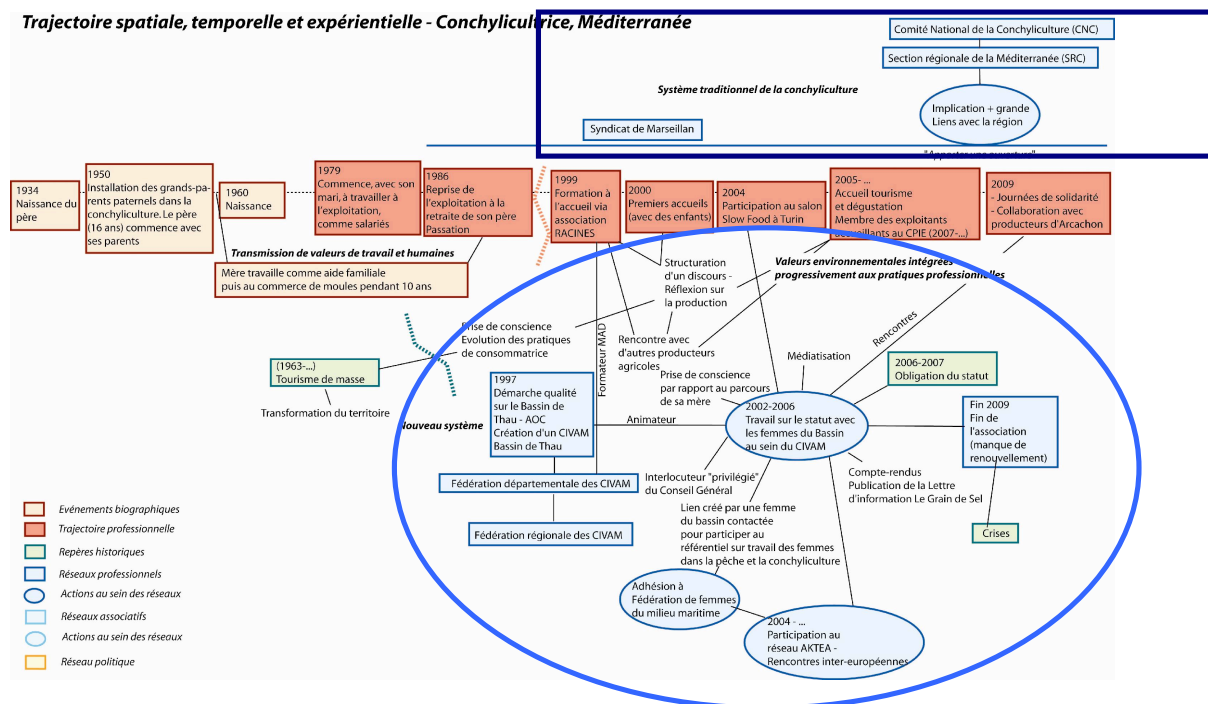 Trajectoire spatiale, temporelle et expérientielle - Conchylicultrice, Méditerranée
Comité National de la Conchyliculture (CNC)
Section régionale de la Méditerranée (SRC)
Système traditionnel de la conchyliculture
Implication + grande
Liens avec la région
Syndicat de Marseillan
"Apporter une ouverture"
1934
Naissance du
père
1950
Installation des grands-pa-
rents paternels dans la
conchyliculture. Le père
(16 ans) commence avec
ses parents
1960
Naissance
1979
Commence, avec son
mari, à travailler à
l'exploitation,
comme salariés
1986
Reprise de
l'exploitation à la
retraite de son père
Passation
1999
Formation à
l'accueil via
association
RACINES
2000
Premiers accueils
(avec des enfants)
2004
Participation au salon
Slow Food à Turin
2005- ...
Accueil tourisme
et dégustation
Membre des exploitants
accueillants au CPIE (2007-...)
2009
- Journées de solidarité
- Collaboration avec
producteurs d'Arcachon
Transmission de valeurs de travail et humaines
Mère travaille comme aide familiale
puis au commerce de moules pendant 10 ans
Structuration
d'un discours -
Réflexion sur
la production
Valeurs environnementales intégrées
progressivement aux pratiques professionnelles
Prise de conscience
Evolution des pratiques
de consommatrice
Formateur MAD
Rencontre avec
d'autres producteurs
agricoles
Rencontres
Médiatisation
(1963-...)
Tourisme de masse
Transformation du territoire
2006-2007
Obligation du statut
Prise de conscience
par rapport au parcours
de sa mère
1997
Démarche qualité
sur le Bassin de
Thau - AOC
Création d'un CIVAM
Bassin de Thau
Nouveau système
Animateur
2002-2006
Travail sur le statut avec
les femmes du Bassin
au sein du CIVAM
Fin 2009
Fin de
l'association
(manque de
renouvellement)
Fédération départementale des CIVAM
Interlocuteur "privilégié"
du Conseil Général
Compte-rendus
Publication de la Lettre
d'information Le Grain de Sel
Lien créé par une femme
du bassin contactée
pour participer au
référentiel sur travail des femmes
dans la pêche et la conchyliculture
Fédération régionale des CIVAM
Crises
Adhésion à
Fédération de femmes
du milieu maritime
2004 - ...
Participation au
réseau AKTEA -
Rencontres inter-européennes
Evénements biographiques
Trajectoire professionnelle
Repères historiques
Réseaux professionnels
Actions au sein des réseaux
Réseaux associatifs
Actions au sein des réseaux
Réseau politique